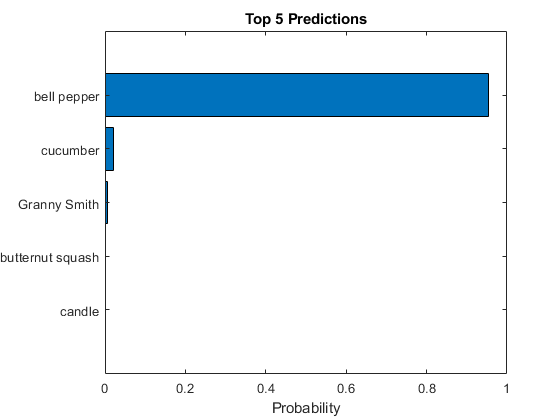 Top 5 Predictions
bell pepper
cucumber
Granny Smith
butternut squash
candle
0 0.2 0.4 0.6 0.8 1
Probability